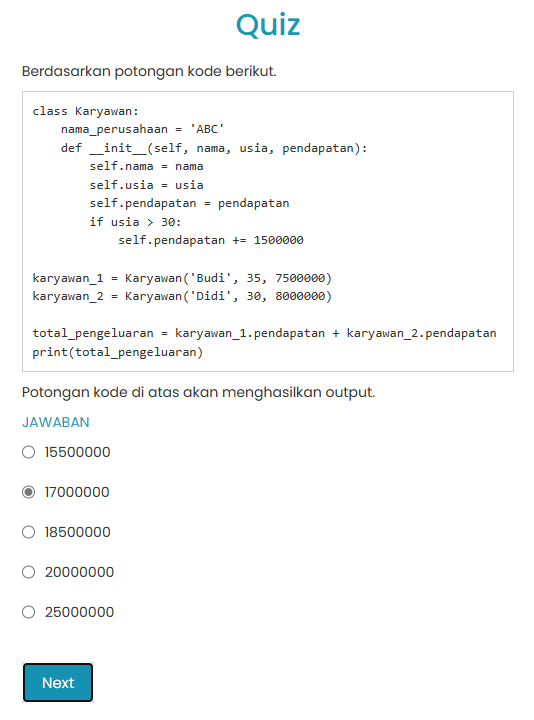 Quiz
Berdasarkan potongan kode berikut.
class Karyawan:
    nama_perusahaan = 'ABC'
    def __init__(self, nama, usia, pendapatan):
        self.nama = nama
        self.usia = usia
        self.pendapatan = pendapatan
        if usia > 30:
            self.pendapatan += 1500000
karyawan_1 = Karyawan('Budi', 35, 7500000)
karyawan_2 = Karyawan('Didi', 30, 8000000)
total_pengeluaran = karyawan_1.pendapatan + karyawan_2.pendapatan
print(total_pengeluaran)
Potongan kode di atas akan menghasilkan output.
JAWABAN
15500000
17000000
18500000
20000000
25000000
Next